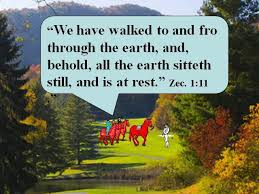 “We have walked to and fro
through the earth, and,
behold, all the earth sitteth
still, and is at rest.” Zec. 1:11
”